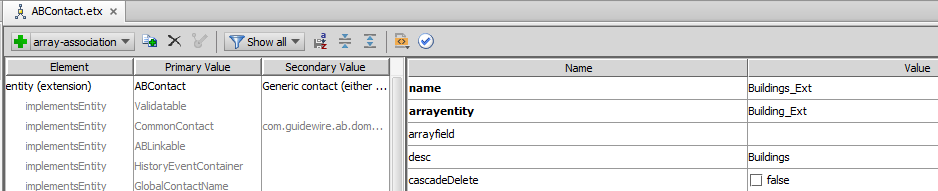 ABContact.etx ×
array-association Show all
Element Primary Value Secondary Value
entity (extension) ABContact Generic contact (either ...
implementsEntity Validatable
implementsEntity CommonContact com.guidewire.ab.dom...
implementsEntity ABLinkable
implementsEntity HistoryEventContainer
implementsEntity GlobalContactName
Name Value
name Buildings_Ext
arrayentity Building_Ext
arrayfield
desc Buildings
cascadeDelete false